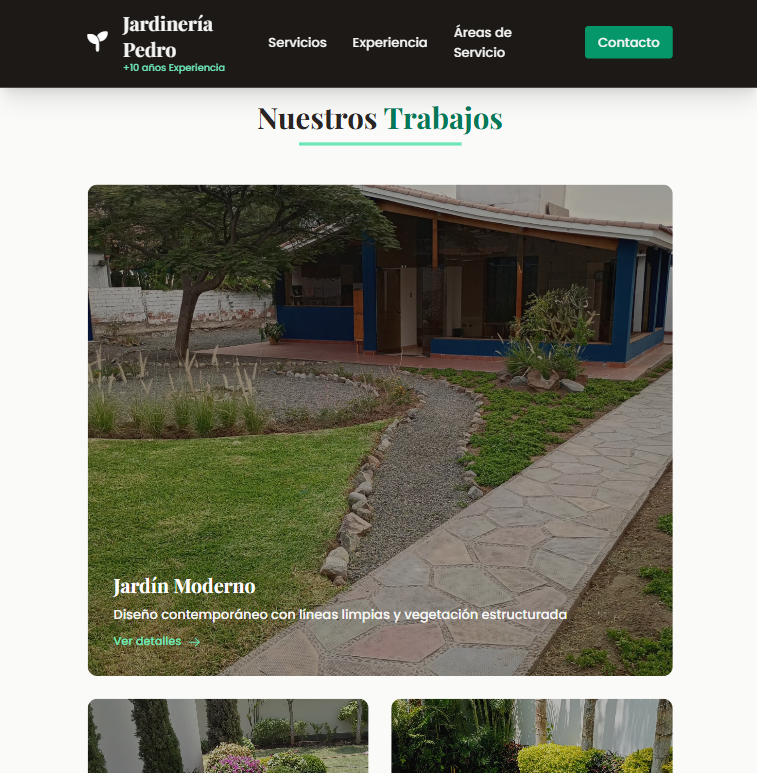 Jardinería
Pedro
+10 años Experiencia
Servicios
Experiencia
Áreas de
Servicio
Contacto
Nuestros Trabajos
Jardín Moderno
Diseño contemporáneo con líneas limpias y vegetación estructurada
Ver detalles →